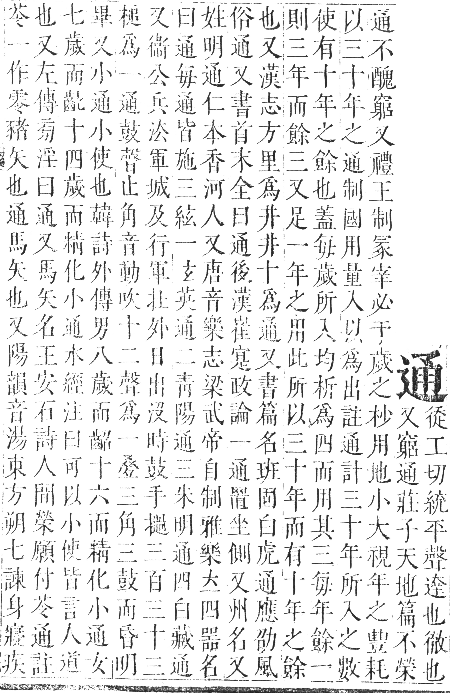 通從工切統平聲達也徹也
又窮通莊子天地篇不榮
通不醜窮又禮王制冢宰必于歲之杪用地小大視年之豐耗
以三十年之通制國用量入以爲出註通計三十年所入之數
使有十年之餘也蓋每歲所入均析爲四而用其三每年餘一
則三年而餘三又足一年之用此所以三十年而有十年之餘
也又漢志方里爲井井十爲通又書篇名班固白虎通應劭風
俗通又書首末全曰通後漢崔寔政論一通置坐側又州名又
姓明通仁本香河人又唐音樂志梁武帝自制雅樂立四器名
曰通每通皆施三絃一玄英通二青陽通三朱明通四白藏通
又衞公兵法軍城及行軍在外日出沒時鼓手撾三百三十三
槌爲一通鼓聲止角音動吹十二聲爲一疊三角三鼓而昏明
畢又小通小便也韓詩外傳男八歲而齠十六而精化小通女
七歲而齔十四歲而精化小通水經注曰可以小便皆言人道
也又左傳旁淫曰通又馬矢名王安石詩人間榮願付苓通註
苓一作零豬矢也通馬矢也又陽韻音湯東方朔七諫身寢疾